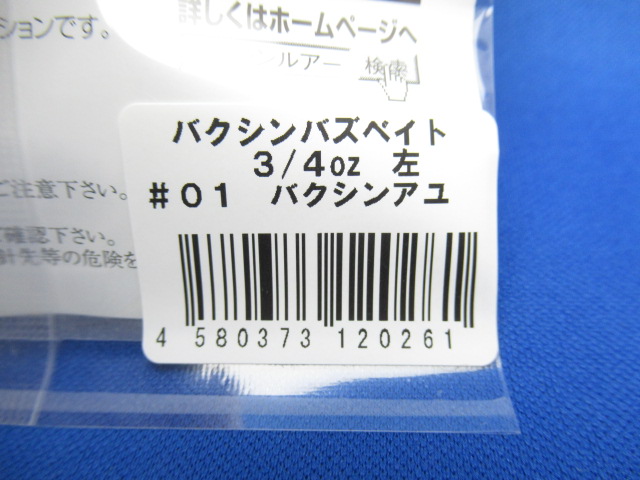 詳しくはホームページへ
ションです。
ルアー 検索
バクシンバズベイト
3/4oz 左
#01 バクシンアユ
ご注意下さい。
ご確認下さい。
針先等の危険を
4 580373 120261